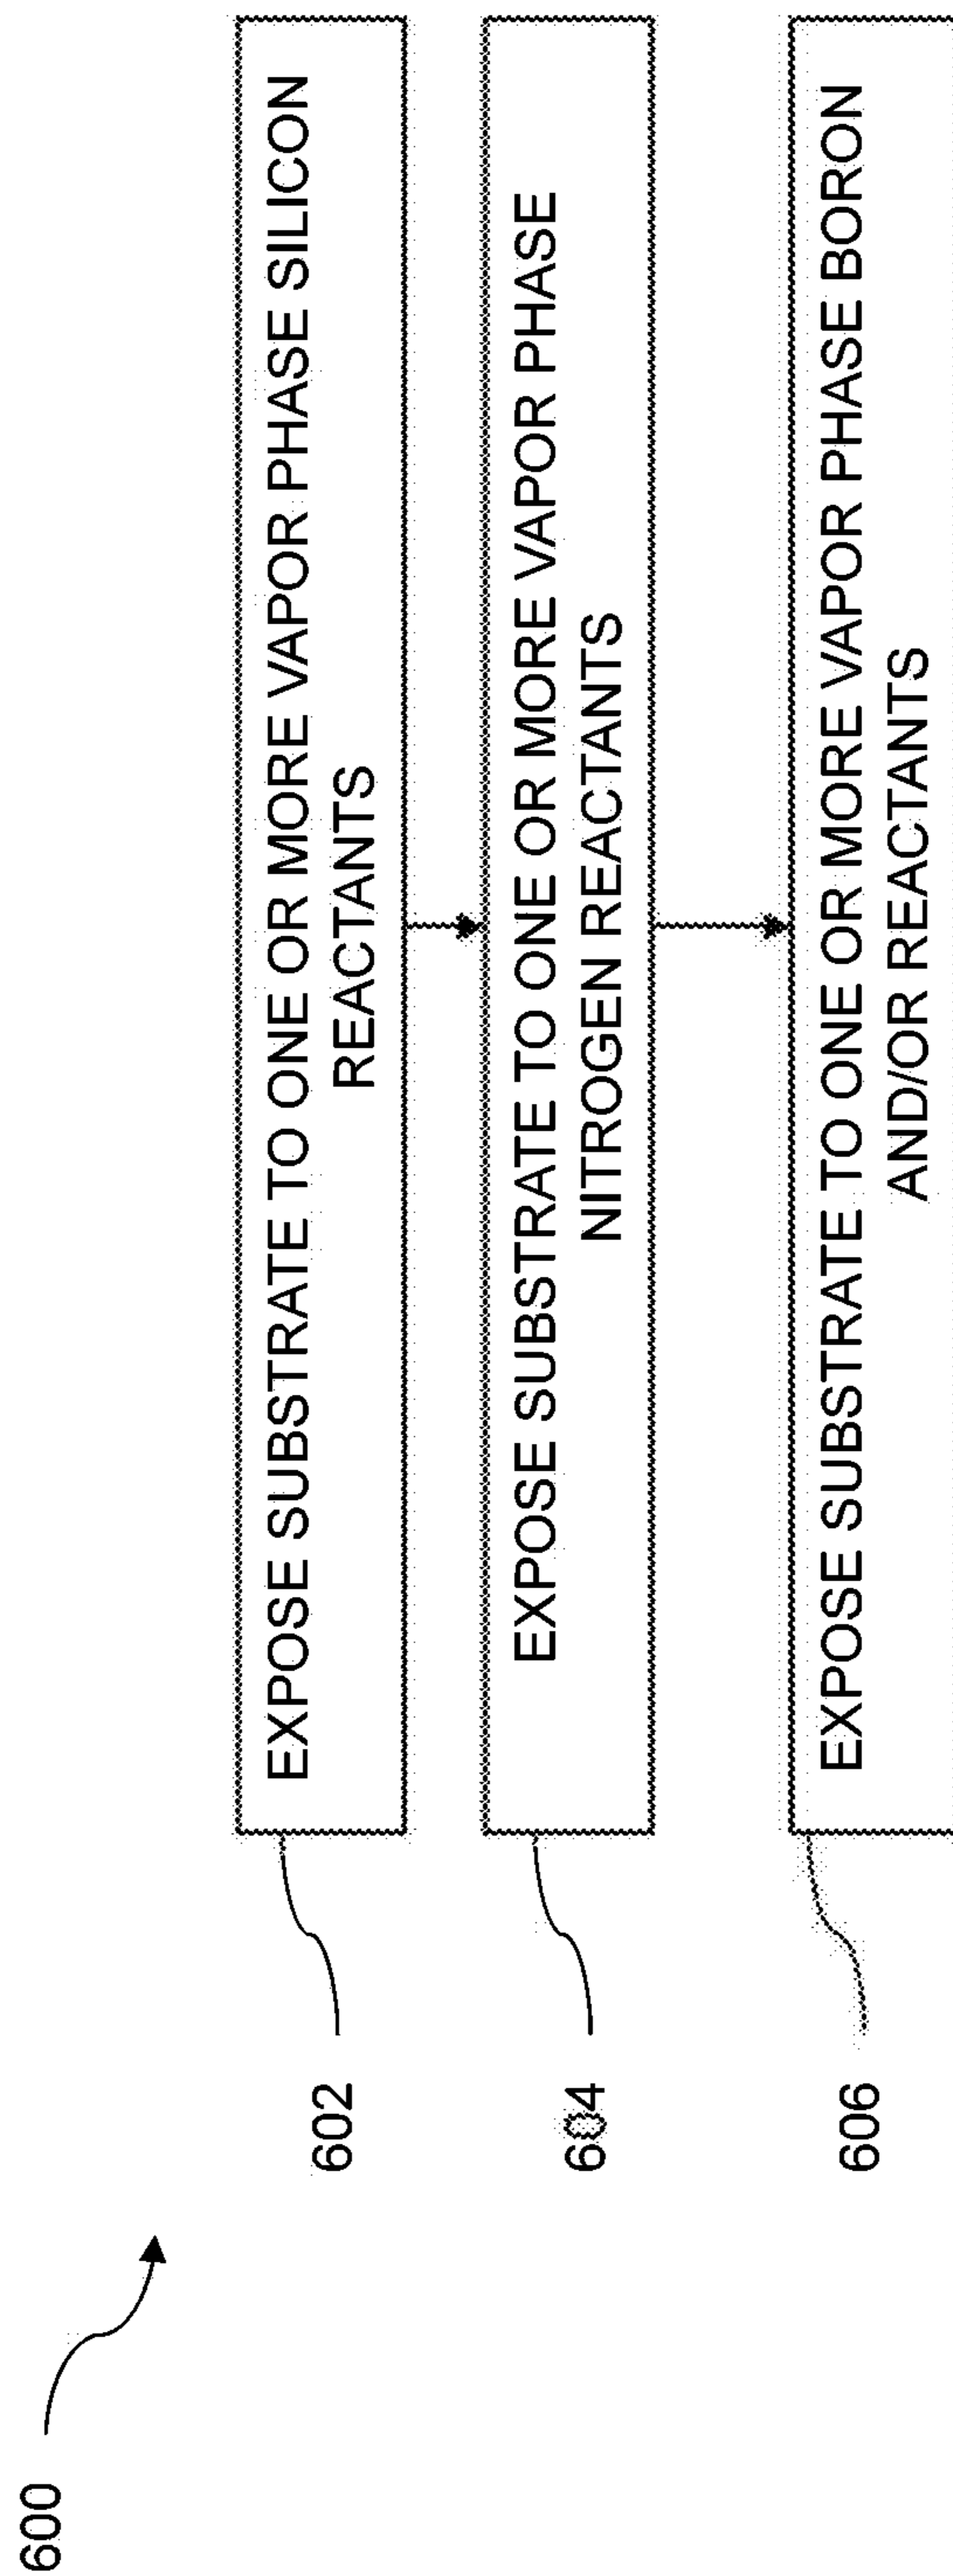 600
602
EXPOSE SUBSTRATE TO ONE OR MORE VAPOR PHASE SILICON
REACTANTS
604
EXPOSE SUBSTRATE TO ONE OR MORE VAPOR PHASE
NITROGEN REACTANTS
606
EXPOSE SUBSTRATE TO ONE OR MORE VAPOR PHASE BORON
AND/OR REACTANTS